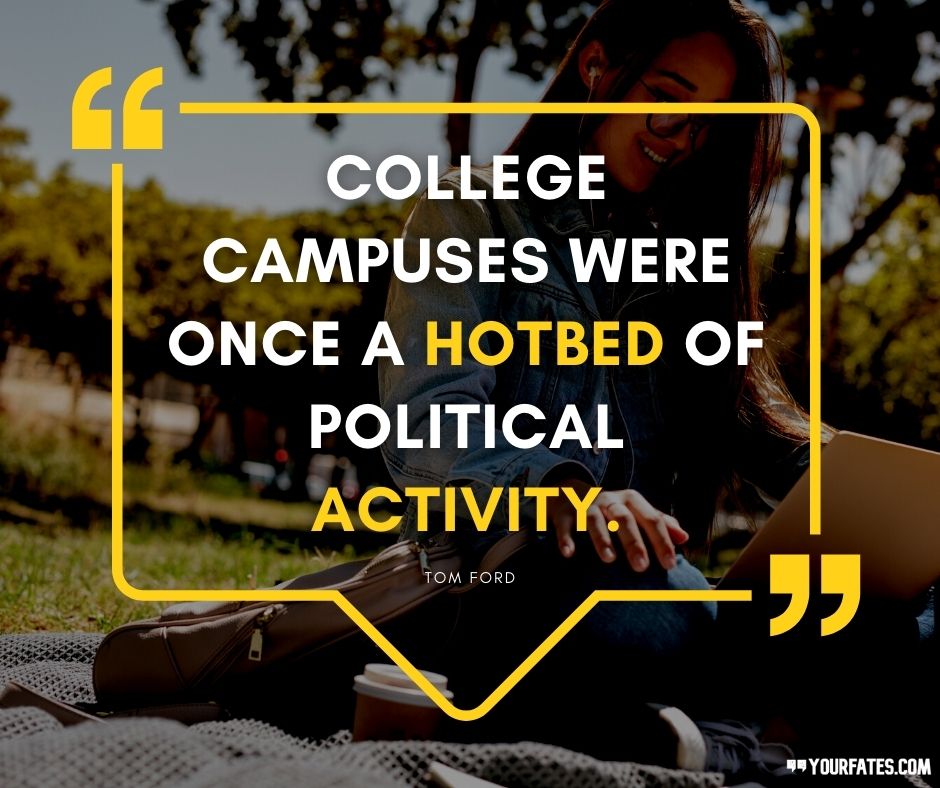 COLLEGE
CAMPUSES WERE
ONCE A HOTBED OF
POLITICAL
ACTIVITY.
TOM FORD
YOURFATES.COM